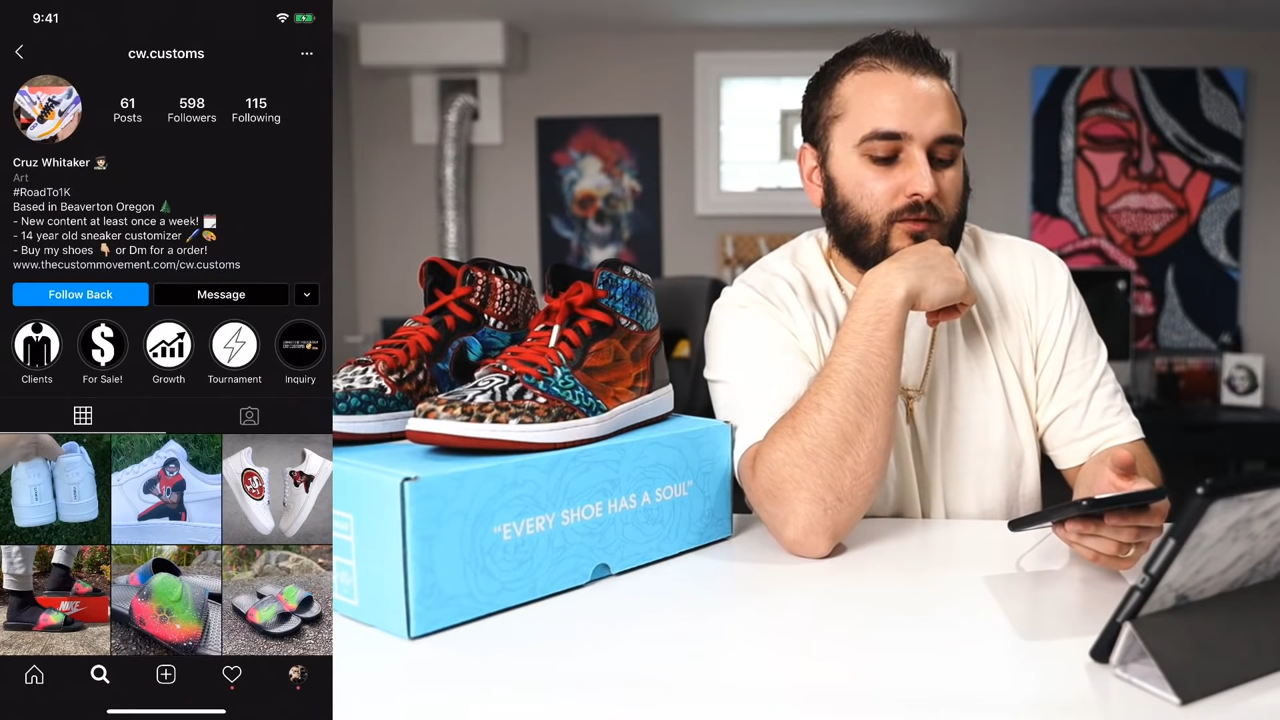 9:41
cw.customs
61
598
115
Posts
Followers
Following
Cruz Whitaker
Art
#RoadTo1K
Based in Beaverton Oregon
- New content at least once a week!
- 14 year old sneaker customizer
- Buy my shoes 👇🏼 or Dm for a order!
www.thecustommovement.com/cw.customs
Follow Back
Message
Clients
For Sale!
Growth
Tournament
Inquiry
NIKE
"EVERY SHOE HAS A SOUL"